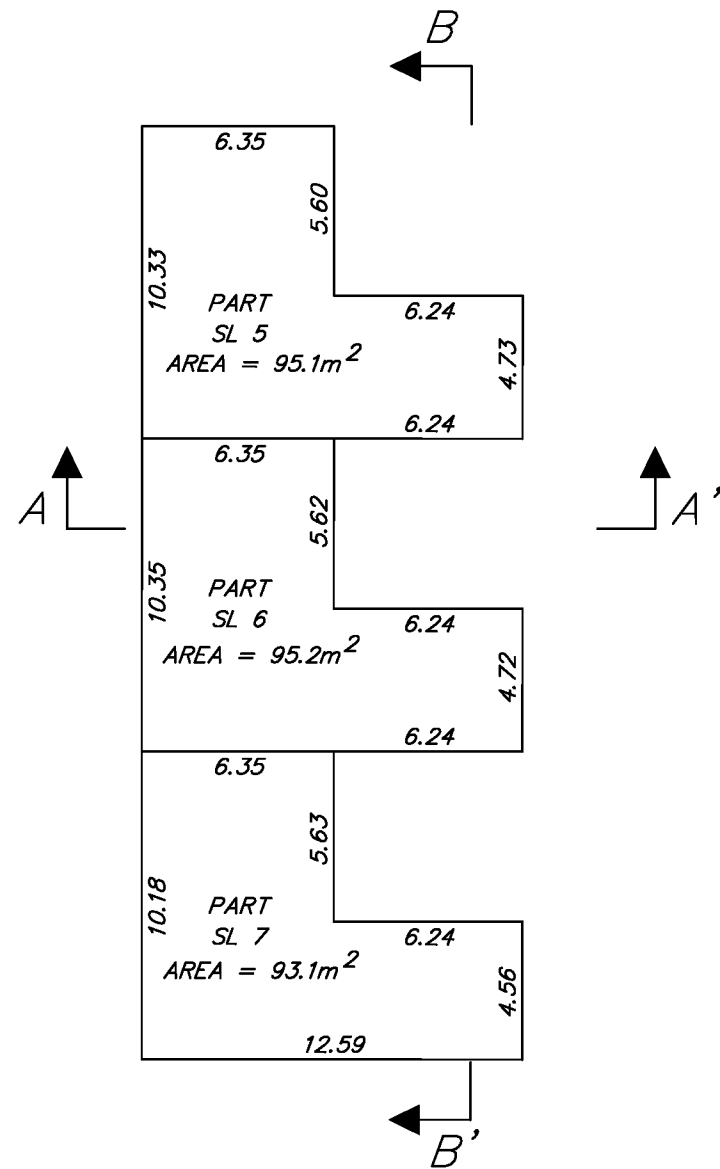 B
6.35
5.60
10.33
PART
SL 5
AREA = 95.1m²
6.24
4.73
6.24
6.35
A
A'
5.62
10.35
PART
SL 6
AREA = 95.2m²
6.24
4.72
6.24
6.35
5.63
10.18
PART
SL 7
AREA = 93.1m²
6.24
4.56
12.59
B'